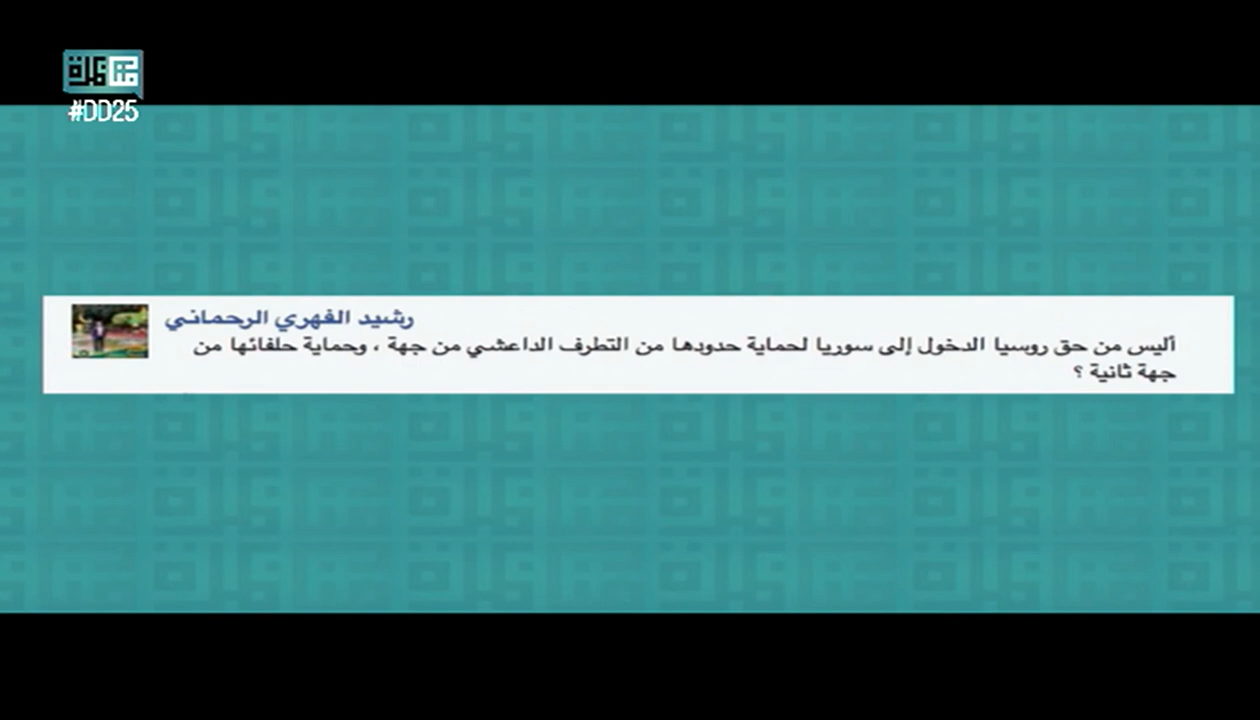 #DD25
رشيد الفهري الرحماني
أليس من حق روسيا الدخول إلى سوريا لحماية حدودها من التطرف الداعشي من جهة ، وحماية حلفائها من
جهة ثانية ؟